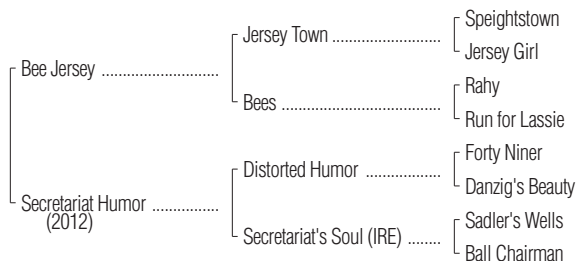 Speightstown
Jersey Town ........................
Jersey Girl
Bee Jersey ..........................
Rahy
Bees ....................................
Run for Lassie
Forty Niner
Distorted Humor ................
Danzig's Beauty
Secretariat Humor ...............
(2012)
Sadler's Wells
Secretariat's Soul (IRE) .......
Ball Chairman